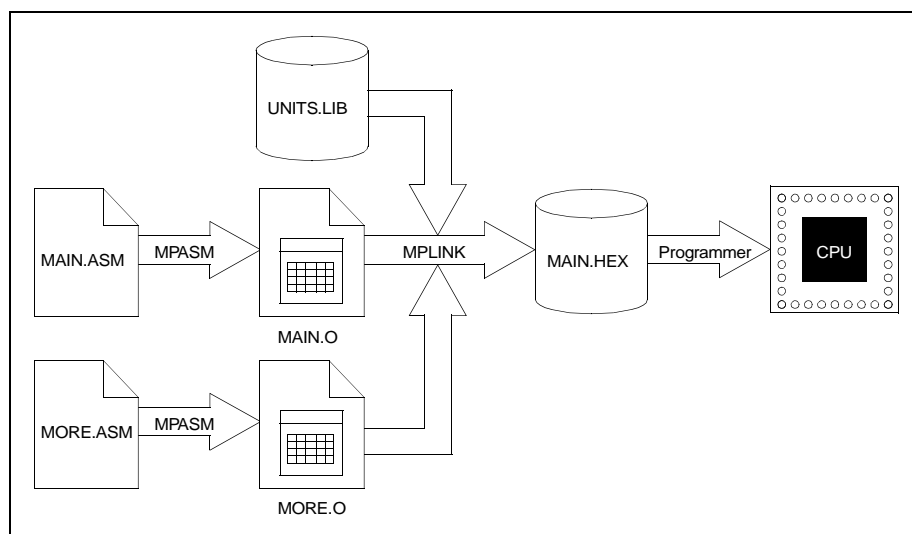 UNITS.LIB
MAIN.ASM
MPASM
MAIN.O
MPLINK
MAIN.HEX
Programmer
CPU
MORE.ASM
MPASM
MORE.O